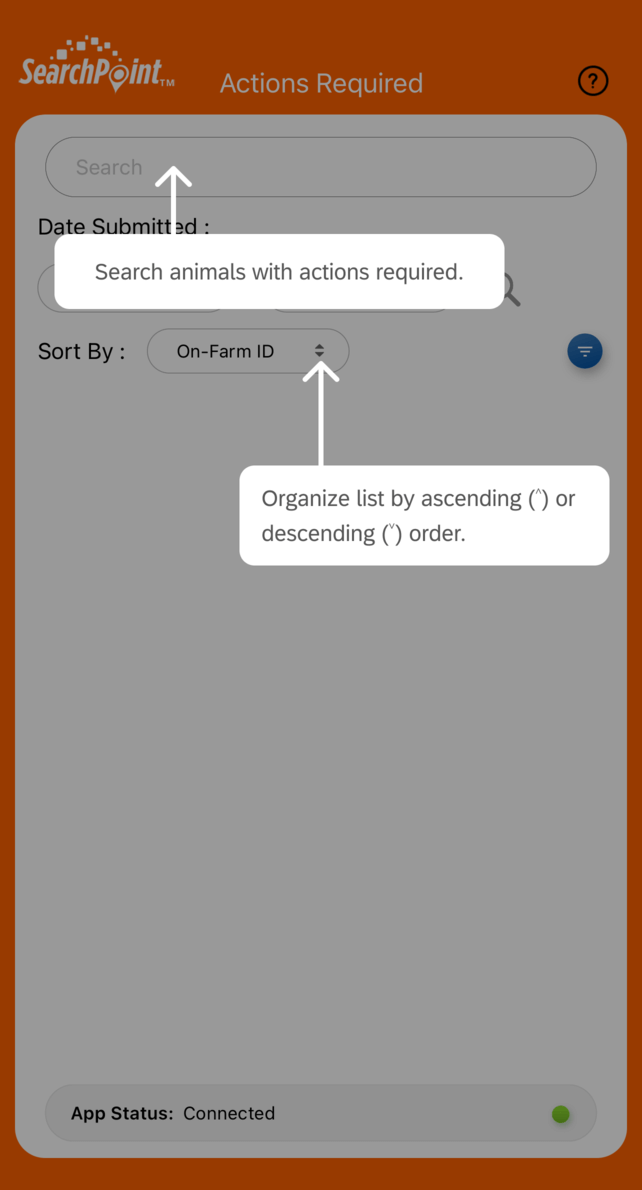 SearchPoint™
Actions Required
?
Search
Date Submitted :
Search animals with actions required.
Sort By :
On-Farm ID
Organize list by ascending (^) or
descending (ˇ) order.
App Status: Connected